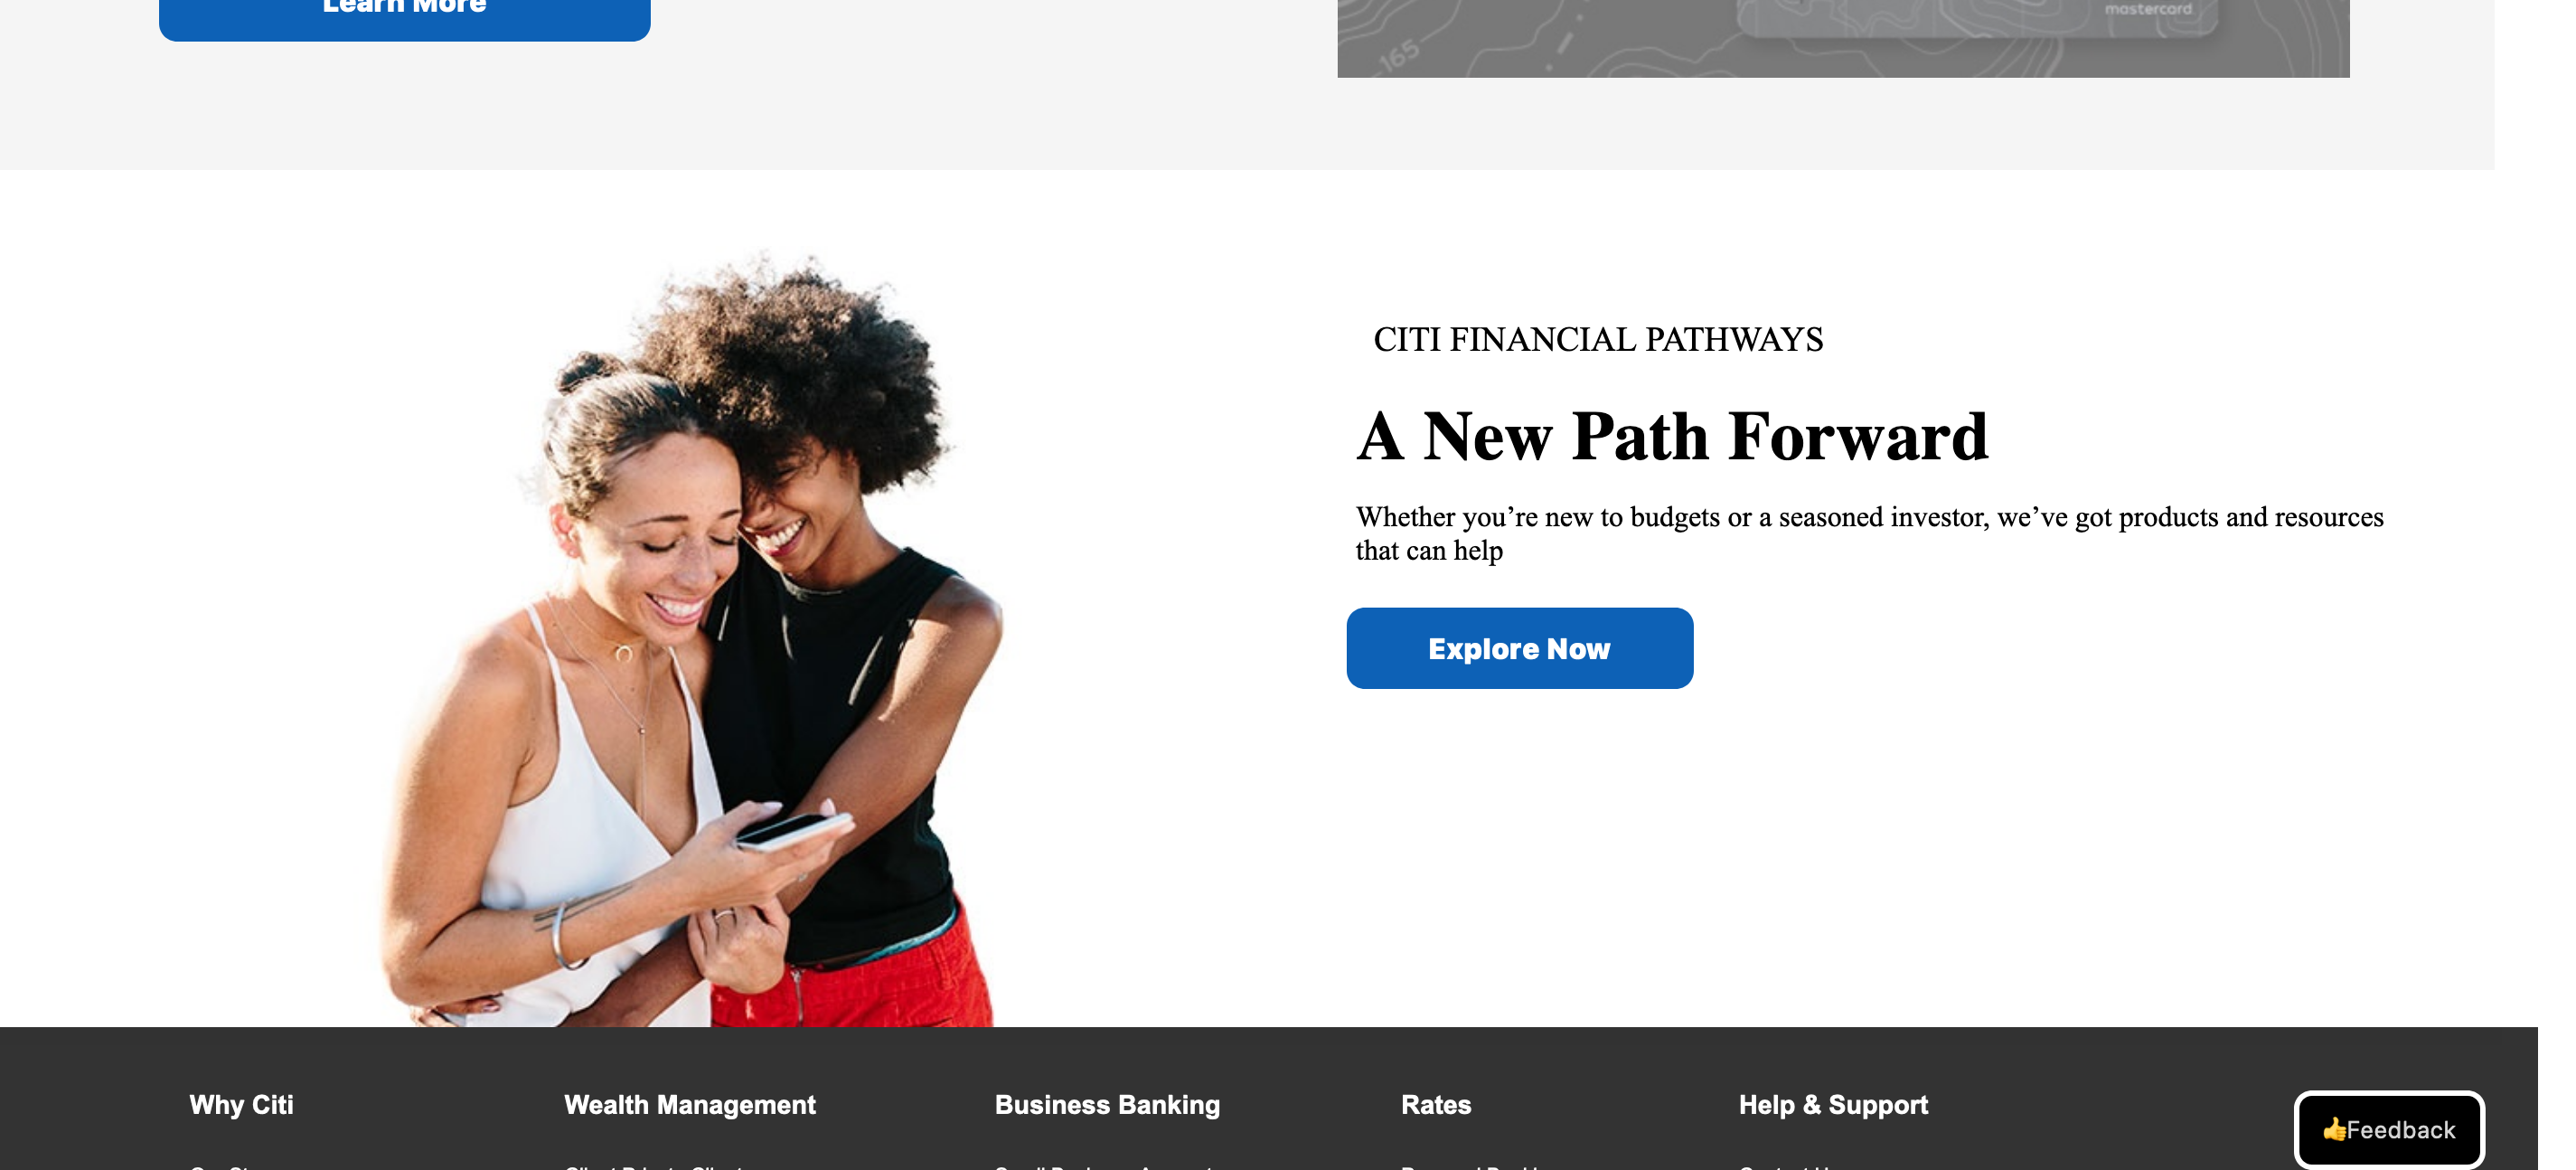 Learn More
mastercard
165
CITI FINANCIAL PATHWAYS
A New Path Forward
Whether you’re new to budgets or a seasoned investor, we’ve got products and resources
that can help
Explore Now
Why Citi
Wealth Management
Business Banking
Rates
Help & Support
👍Feedback